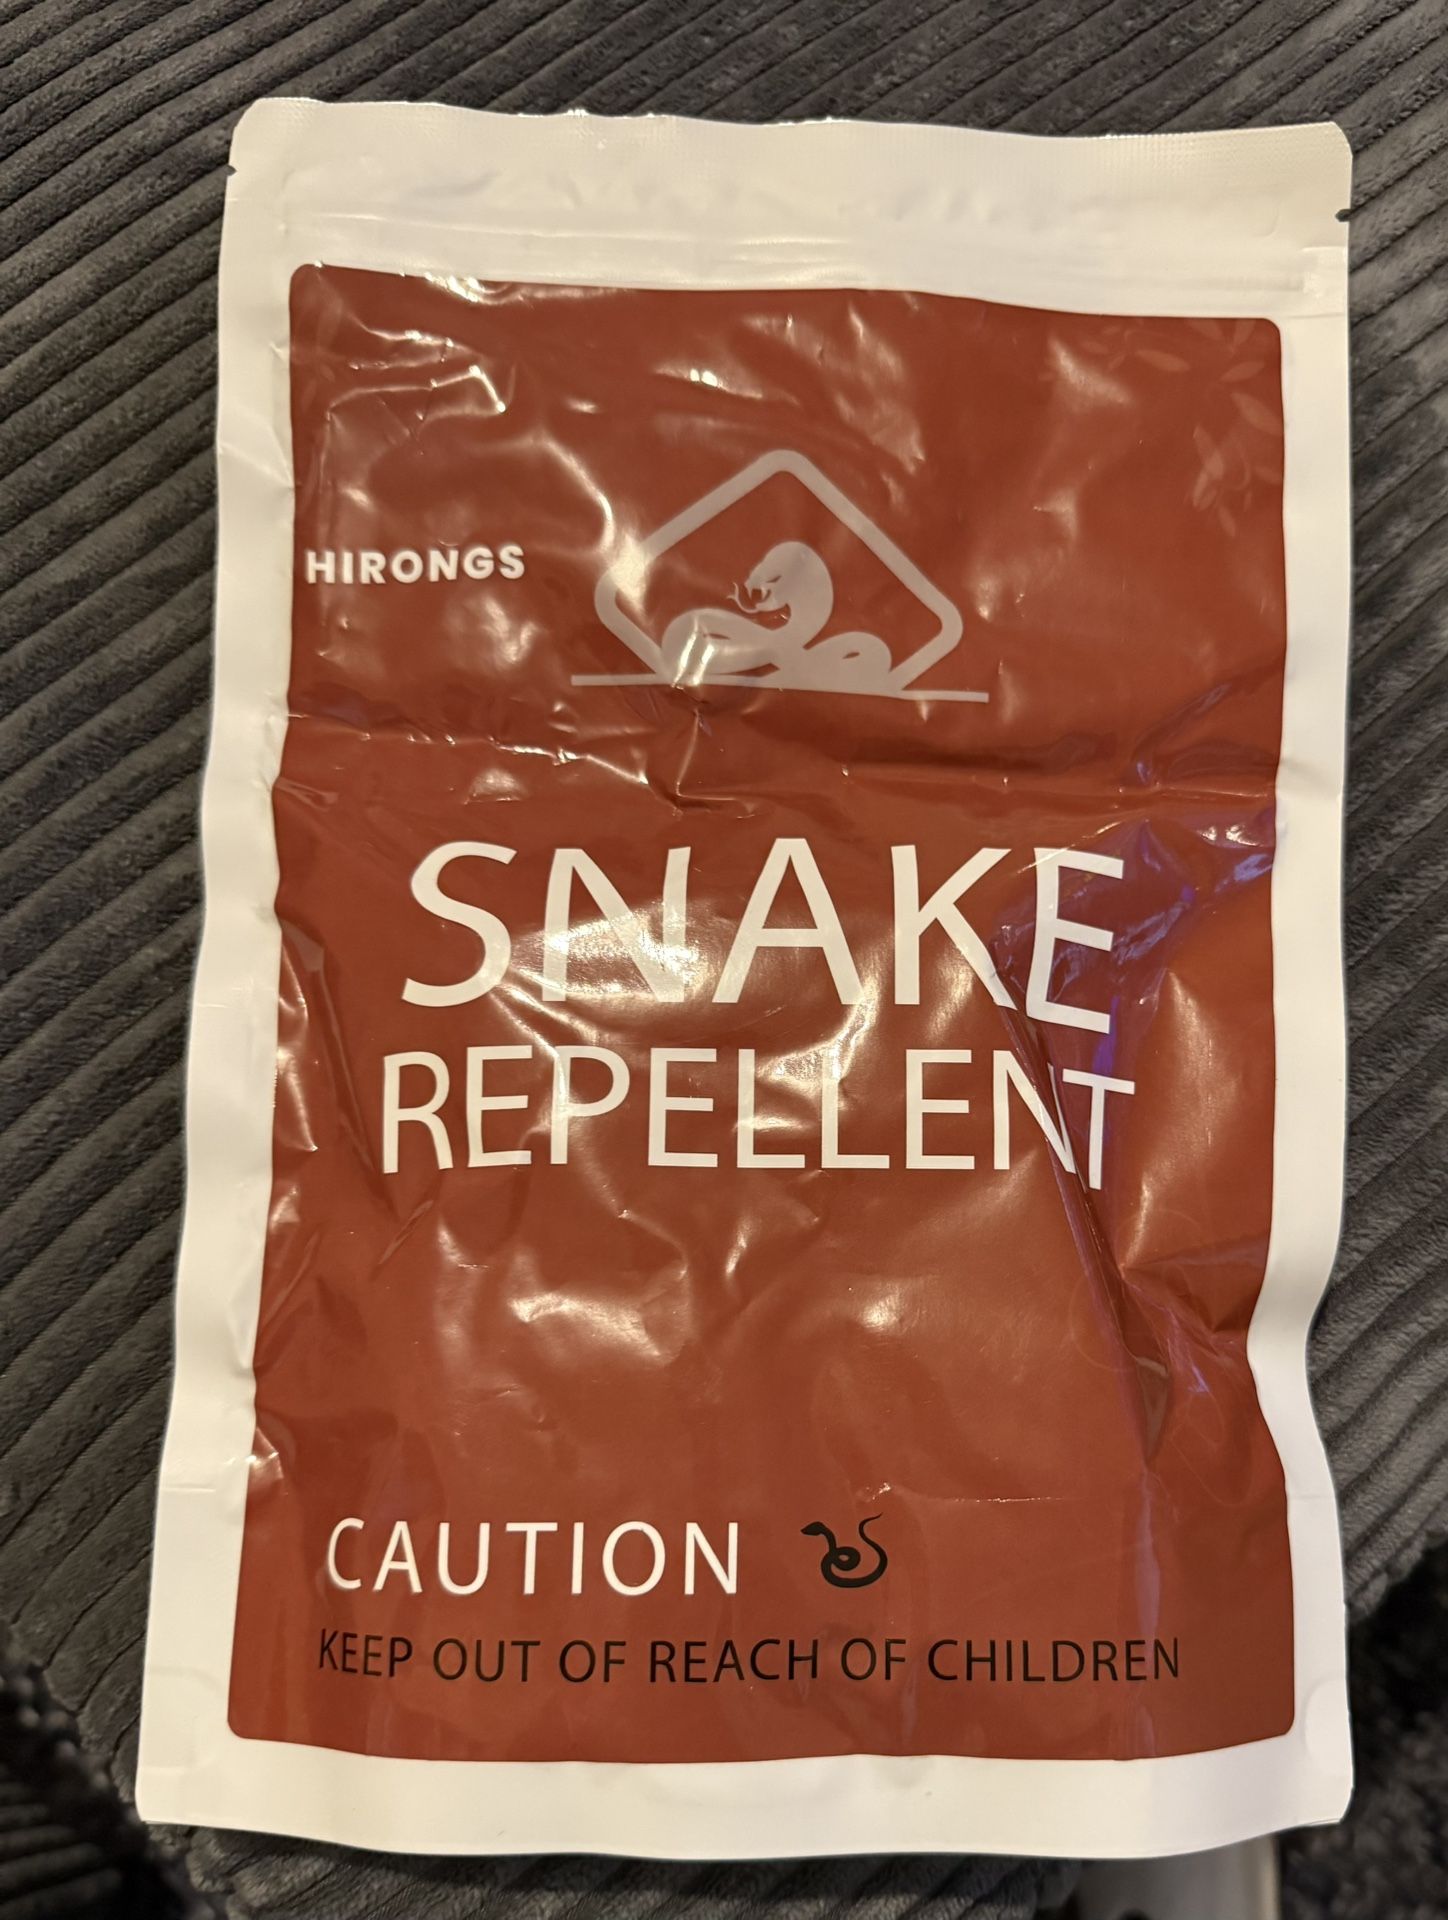 HIRONGS
SNAKE
REPELLENT
CAUTION
KEEP OUT OF REACH OF CHILDREN